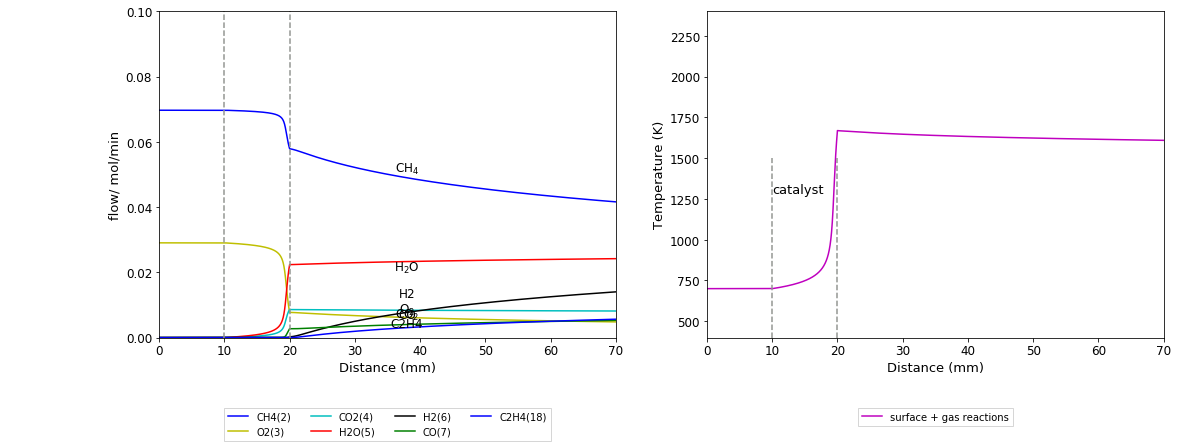 0.10
0.08
0.06
0.04
0.02
0.00
flow/ mol/min
CH₄
H₂O
H2
C2H4
0 10 20 30 40 50 60 70
Distance (mm)
CH4(2) CO2(4) H2(6) C2H4(18)
O2(3) H2O(5) CO(7)
2250
2000
1750
1500
1250
1000
750
500
Temperature (K)
catalyst
0 10 20 30 40 50 60 70
Distance (mm)
surface + gas reactions